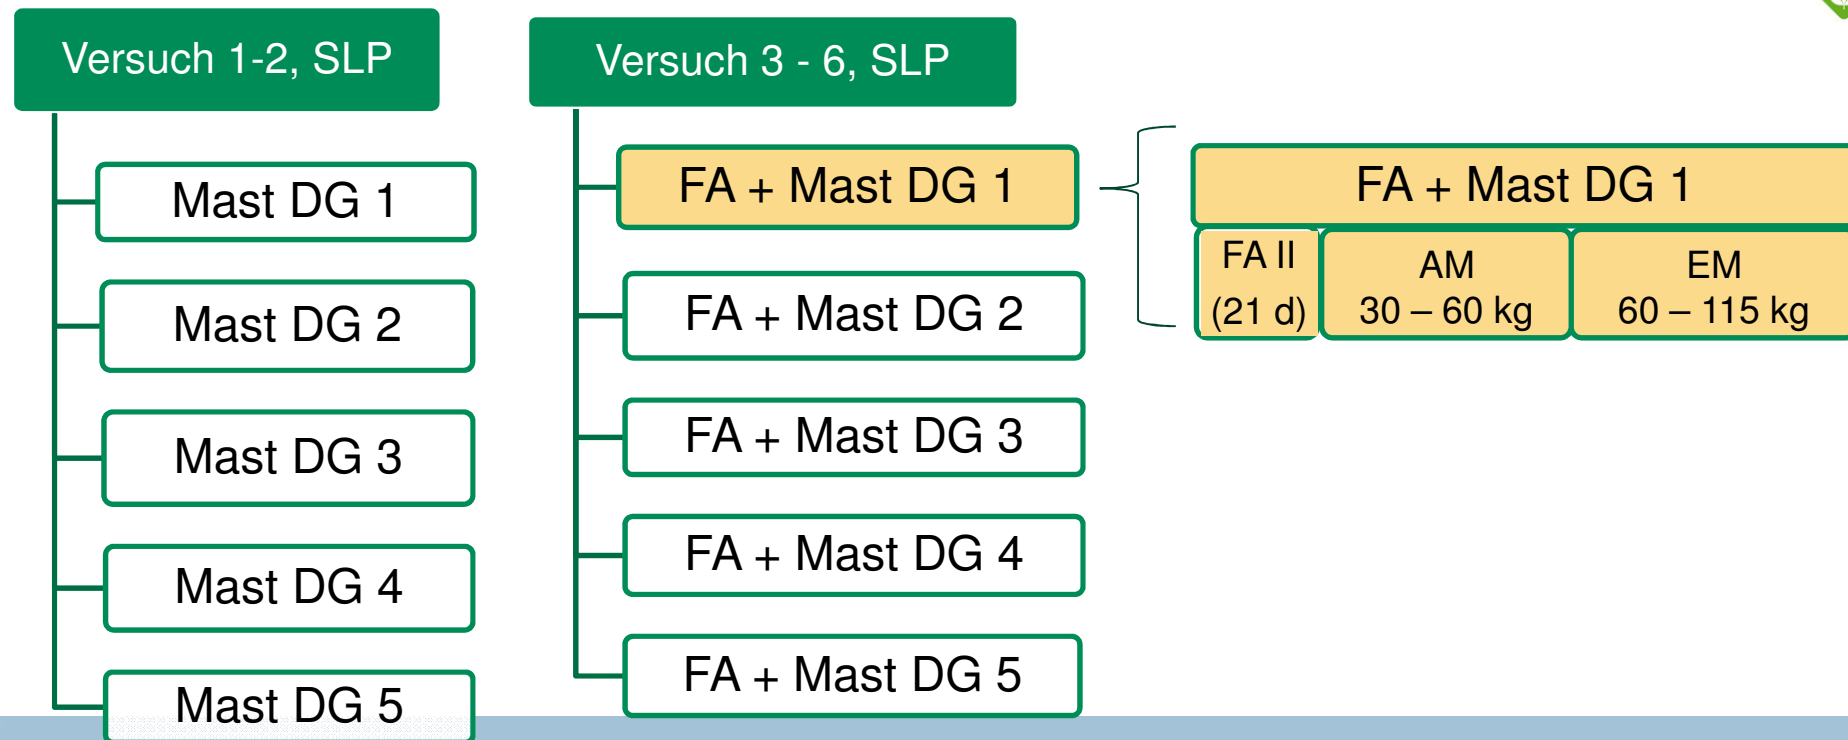 Versuch 1-2, SLP
Mast DG 1
Mast DG 2
Mast DG 3
Mast DG 4
Mast DG 5
Versuch 3 - 6, SLP
FA + Mast DG 1
FA + Mast DG 2
FA + Mast DG 3
FA + Mast DG 4
FA + Mast DG 5
FA + Mast DG 1
FA II
(21 d)
AM
30 – 60 kg
EM
60 – 115 kg